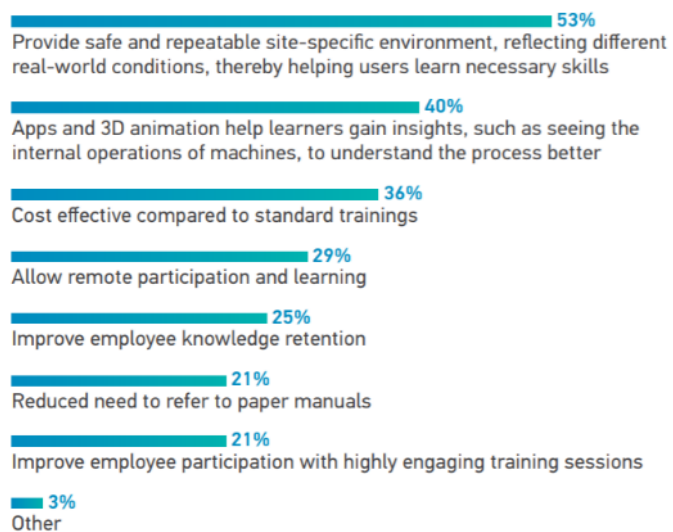 53%
Provide safe and repeatable site-specific environment, reflecting different
real-world conditions, thereby helping users learn necessary skills
40%
Apps and 3D animation help learners gain insights, such as seeing the
internal operations of machines, to understand the process better
36%
Cost effective compared to standard trainings
29%
Allow remote participation and learning
25%
Improve employee knowledge retention
21%
Reduced need to refer to paper manuals
21%
Improve employee participation with highly engaging training sessions
3%
Other